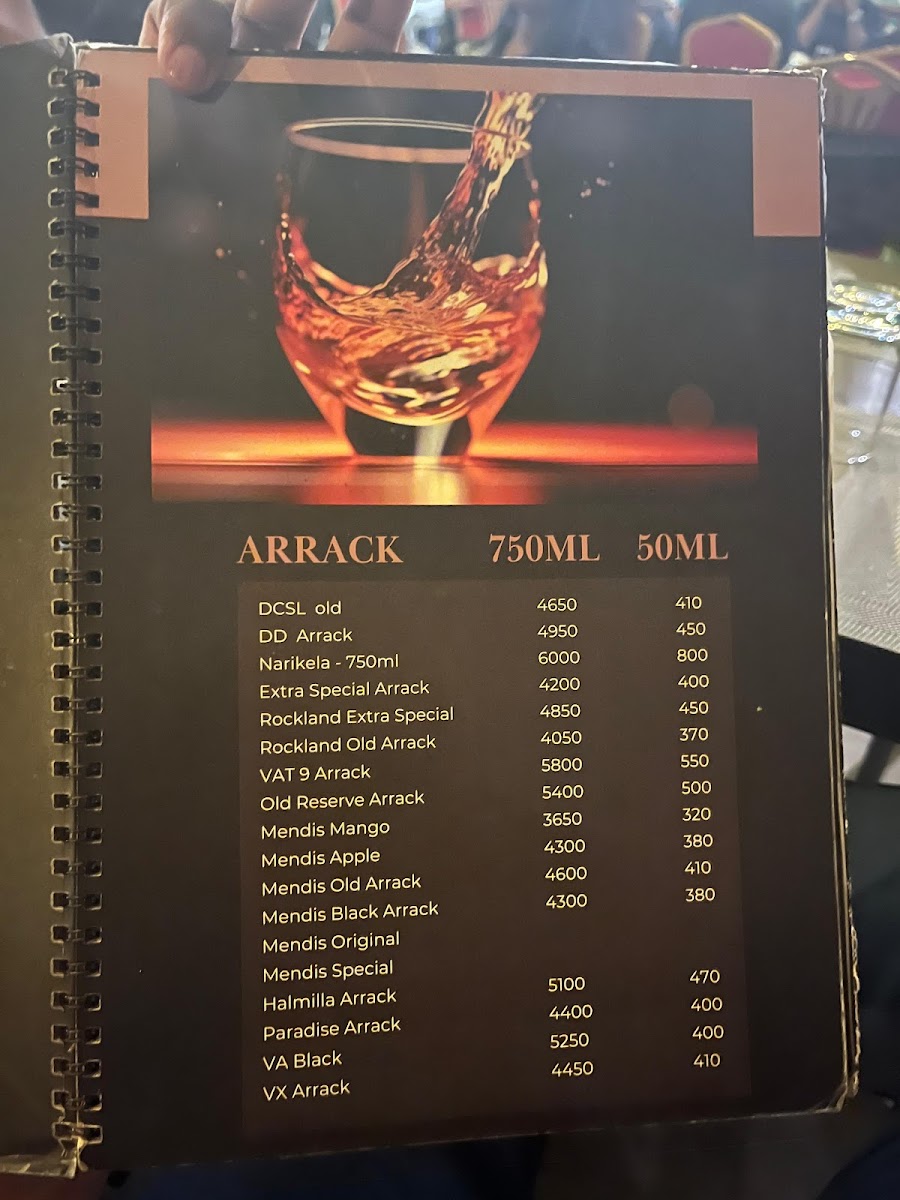 ARRACK 750ML 50ML
DCSL old 4650 410
DD Arrack 4950 450
Narikela - 750ml 6000 800
Extra Special Arrack 4200 400
Rockland Extra Special 4850 450
Rockland Old Arrack 4050 370
VAT 9 Arrack 5800 550
Old Reserve Arrack 5400 500
Mendis Mango 3650 320
Mendis Apple 4300 380
Mendis Old Arrack 4600 410
Mendis Black Arrack 4300 380
Mendis Original
Mendis Special
Halmilla Arrack 5100 470
Paradise Arrack 4400 400
VA Black 5250 400
VX Arrack 4450 410